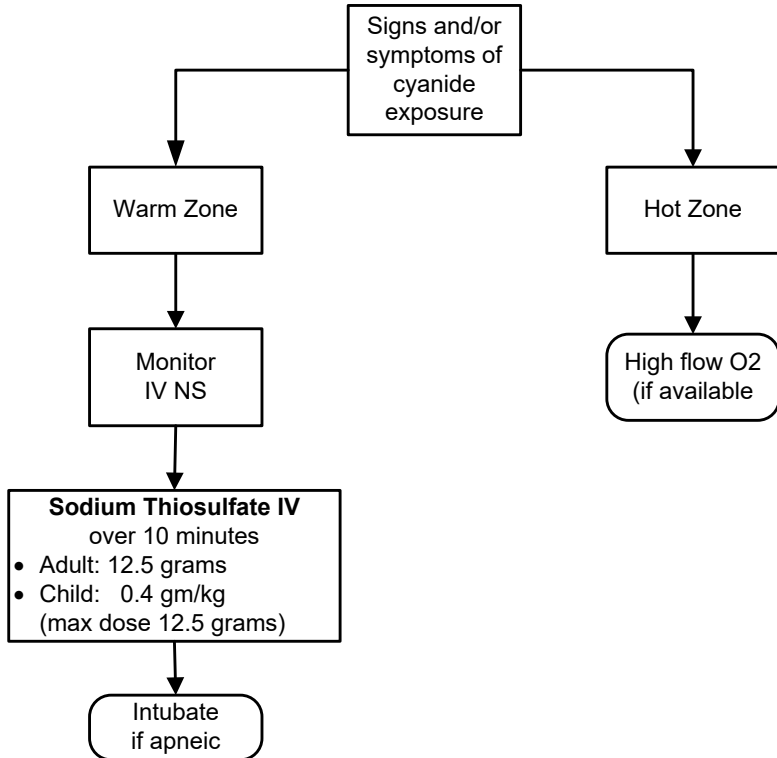 Signs and/or
symptoms of
cyanide
exposure
Warm Zone
Hot Zone
Monitor
IV NS
High flow O2
(if available
Sodium Thiosulfate IV
over 10 minutes
• Adult: 12.5 grams
• Child: 0.4 gm/kg
(max dose 12.5 grams)
Intubate
if apneic